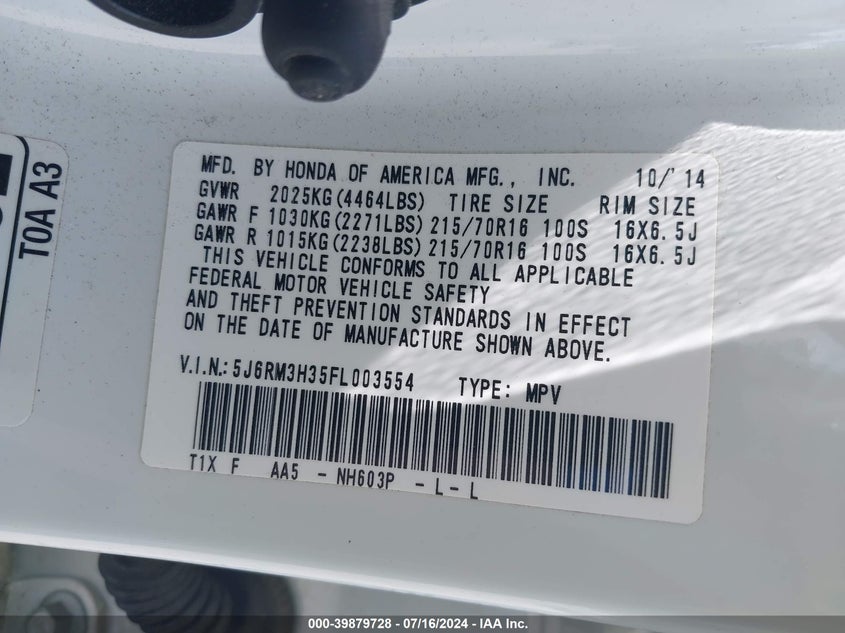 MFD. BY HONDA OF AMERICA MFG., INC. 10/'14
GVWR 2025KG(4464LBS) TIRE SIZE RIM SIZE
GAWR F 1030KG(2271LBS) 215/70R16 100S 16X6.5J
GAWR R 1015KG(2238LBS) 215/70R16 100S 16X6.5J
THIS VEHICLE CONFORMS TO ALL APPLICABLE
FEDERAL MOTOR VEHICLE SAFETY
AND THEFT PREVENTION STANDARDS IN EFFECT
ON THE DATE OF MANUFACTURE SHOWN ABOVE.
V.I.N.:5J6RM3H35FL003554 TYPE: MPV
T1X F AA5 - NH603P - L - L
T0A A3
000-39879728 - 07/16/2024 - IAA Inc.